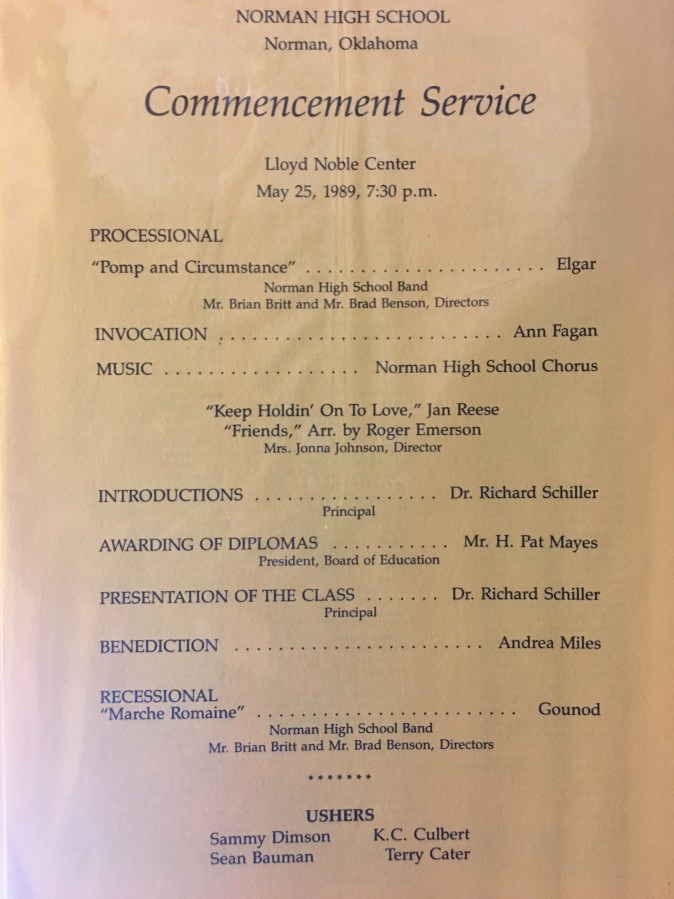 NORMAN HIGH SCHOOL
Norman, Oklahoma
Commencement Service
Lloyd Noble Center
May 25, 1989, 7:30 p.m.
PROCESSIONAL
“Pomp and Circumstance” . . . . . . . . . . . . . . . . . . . . . . . Elgar
Norman High School Band
Mr. Brian Britt and Mr. Brad Benson, Directors
INVOCATION . . . . . . . . . . . . . . . . . . . . . . . . . . Ann Fagan
MUSIC . . . . . . . . . . . . . . . . . . Norman High School Chorus
“Keep Holdin’ On To Love,” Jan Reese
“Friends,” Arr. by Roger Emerson
Mrs. Jonna Johnson, Director
INTRODUCTIONS . . . . . . . . . . . . . . . . . Dr. Richard Schiller
Principal
AWARDING OF DIPLOMAS . . . . . . . . . . . Mr. H. Pat Mayes
President, Board of Education
PRESENTATION OF THE CLASS . . . . . . . Dr. Richard Schiller
Principal
BENEDICTION . . . . . . . . . . . . . . . . . . . . . . . Andrea Miles
RECESSIONAL
“Marche Romaine” . . . . . . . . . . . . . . . . . . . . . . . . Gounod
Norman High School Band
Mr. Brian Britt and Mr. Brad Benson, Directors
*******
USHERS
Sammy Dimson K.C. Culbert
Sean Bauman Terry Cater